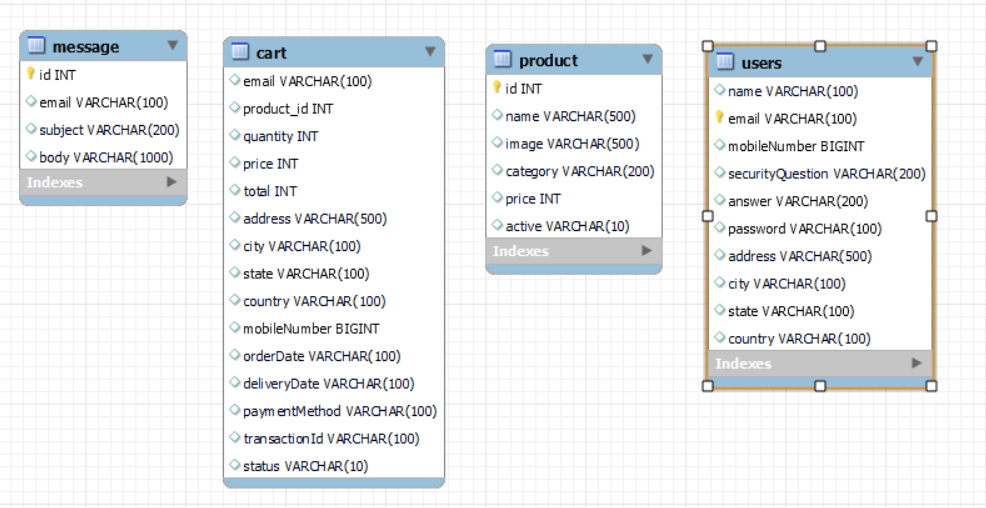 message
id INT
email VARCHAR(100)
subject VARCHAR(200)
body VARCHAR(1000)
Indexes
cart
email VARCHAR(100)
product_id INT
quantity INT
price INT
total INT
address VARCHAR(500)
city VARCHAR(100)
state VARCHAR(100)
country VARCHAR(100)
mobileNumber BIGINT
orderDate VARCHAR(100)
deliveryDate VARCHAR(100)
paymentMethod VARCHAR(100)
transactionId VARCHAR(100)
status VARCHAR(10)
product
id INT
name VARCHAR(500)
image VARCHAR(500)
category VARCHAR(200)
price INT
active VARCHAR(10)
Indexes
users
name VARCHAR(100)
email VARCHAR(100)
mobileNumber BIGINT
securityQuestion VARCHAR(200)
answer VARCHAR(200)
password VARCHAR(100)
address VARCHAR(500)
city VARCHAR(100)
state VARCHAR(100)
country VARCHAR(100)
Indexes